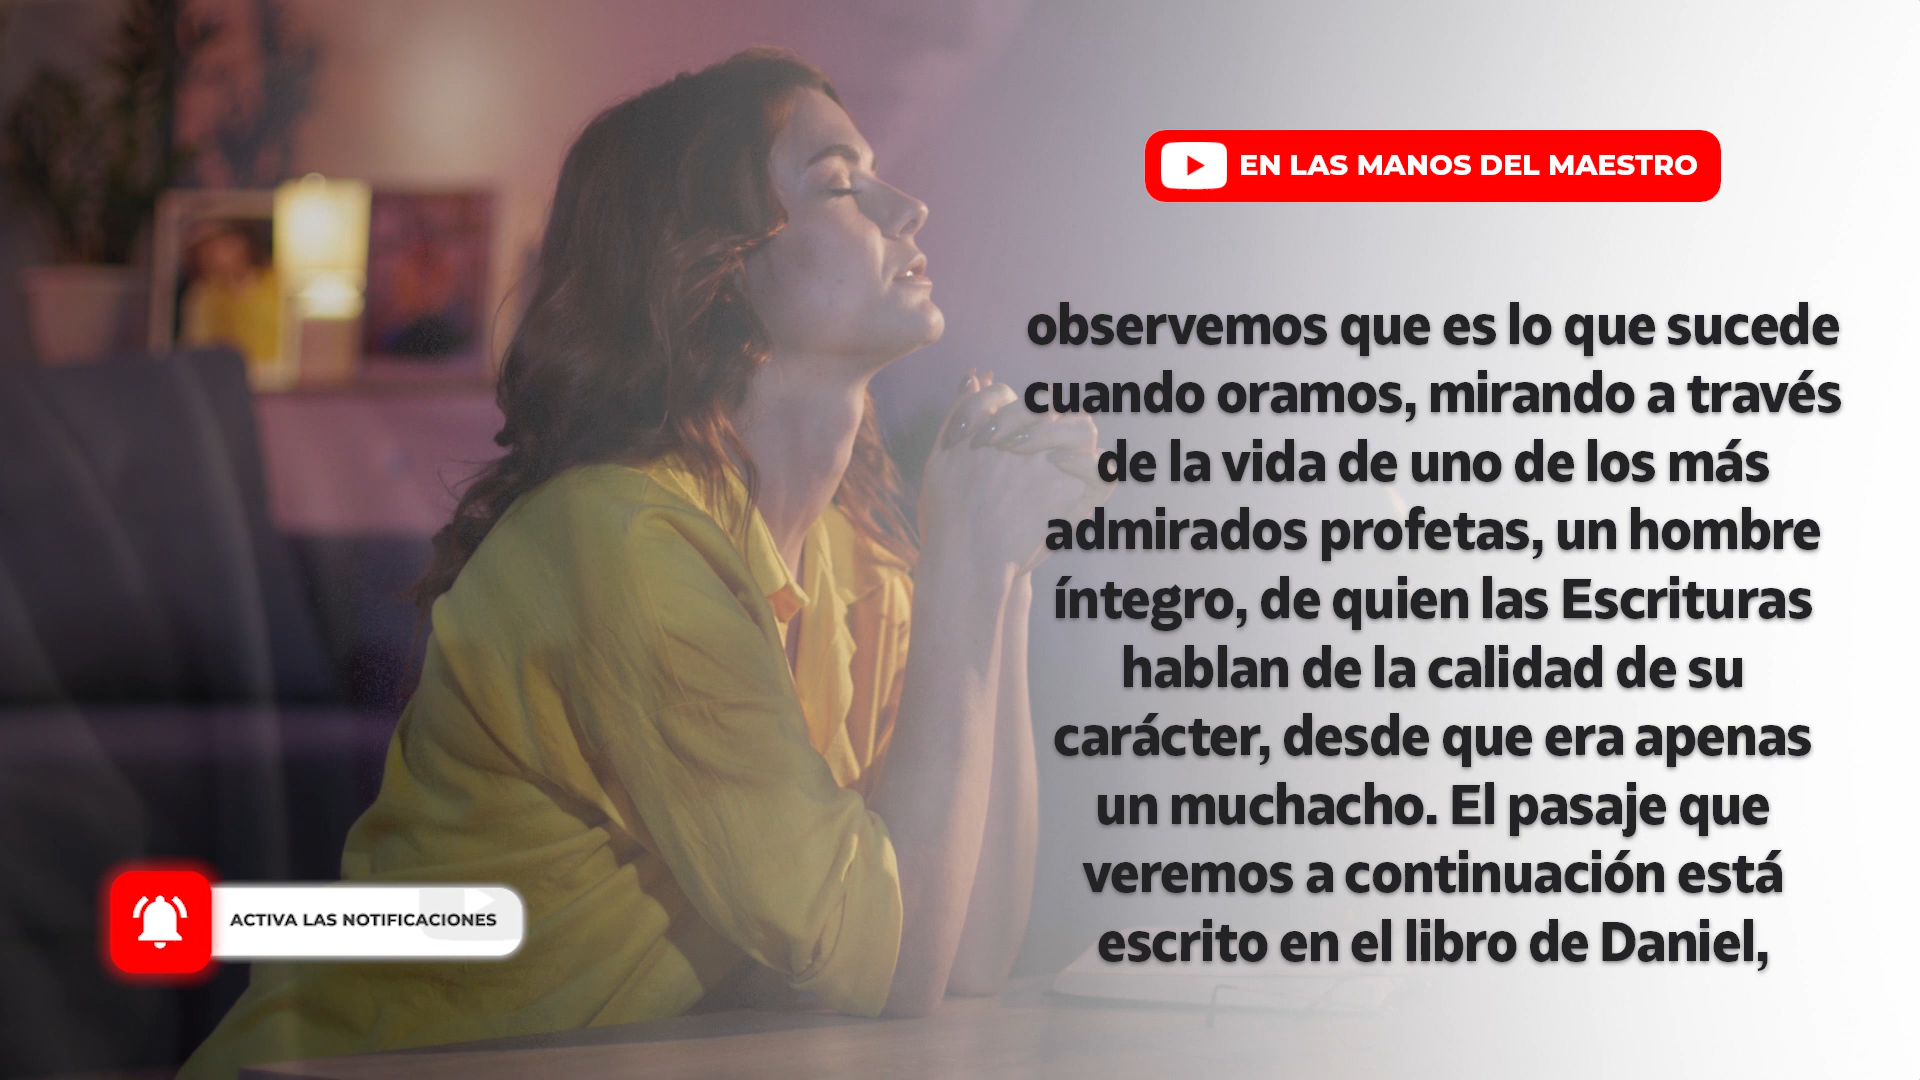 EN LAS MANOS DEL MAESTRO
observemos que es lo que sucede
cuando oramos, mirando a través
de la vida de uno de los más
admirados profetas, un hombre
íntegro, de quien las Escrituras
hablan de la calidad de su
carácter, desde que era apenas
un muchacho. El pasaje que
veremos a continuación está
escrito en el libro de Daniel,
ACTIVA LAS NOTIFICACIONES